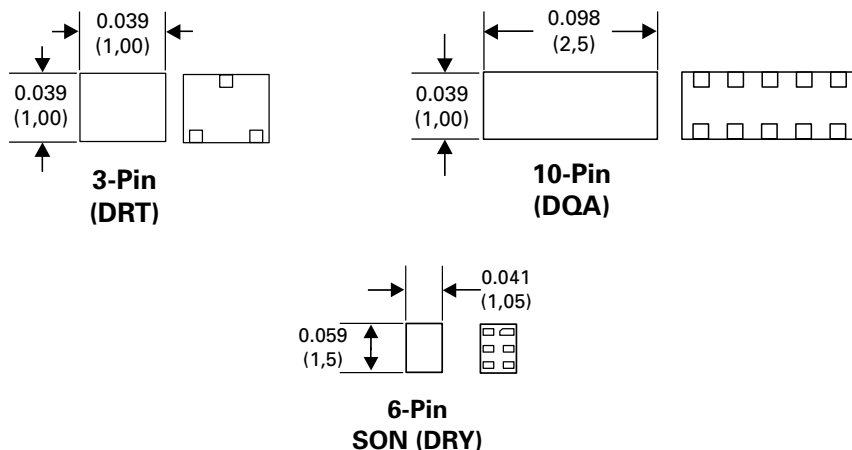 0.039
(1,00)
0.039
(1,00)
3-Pin
(DRT)
0.098
(2,5)
0.039
(1,00)
10-Pin
(DQA)
0.041
(1,05)
0.059
(1,5)
6-Pin
SON (DRY)